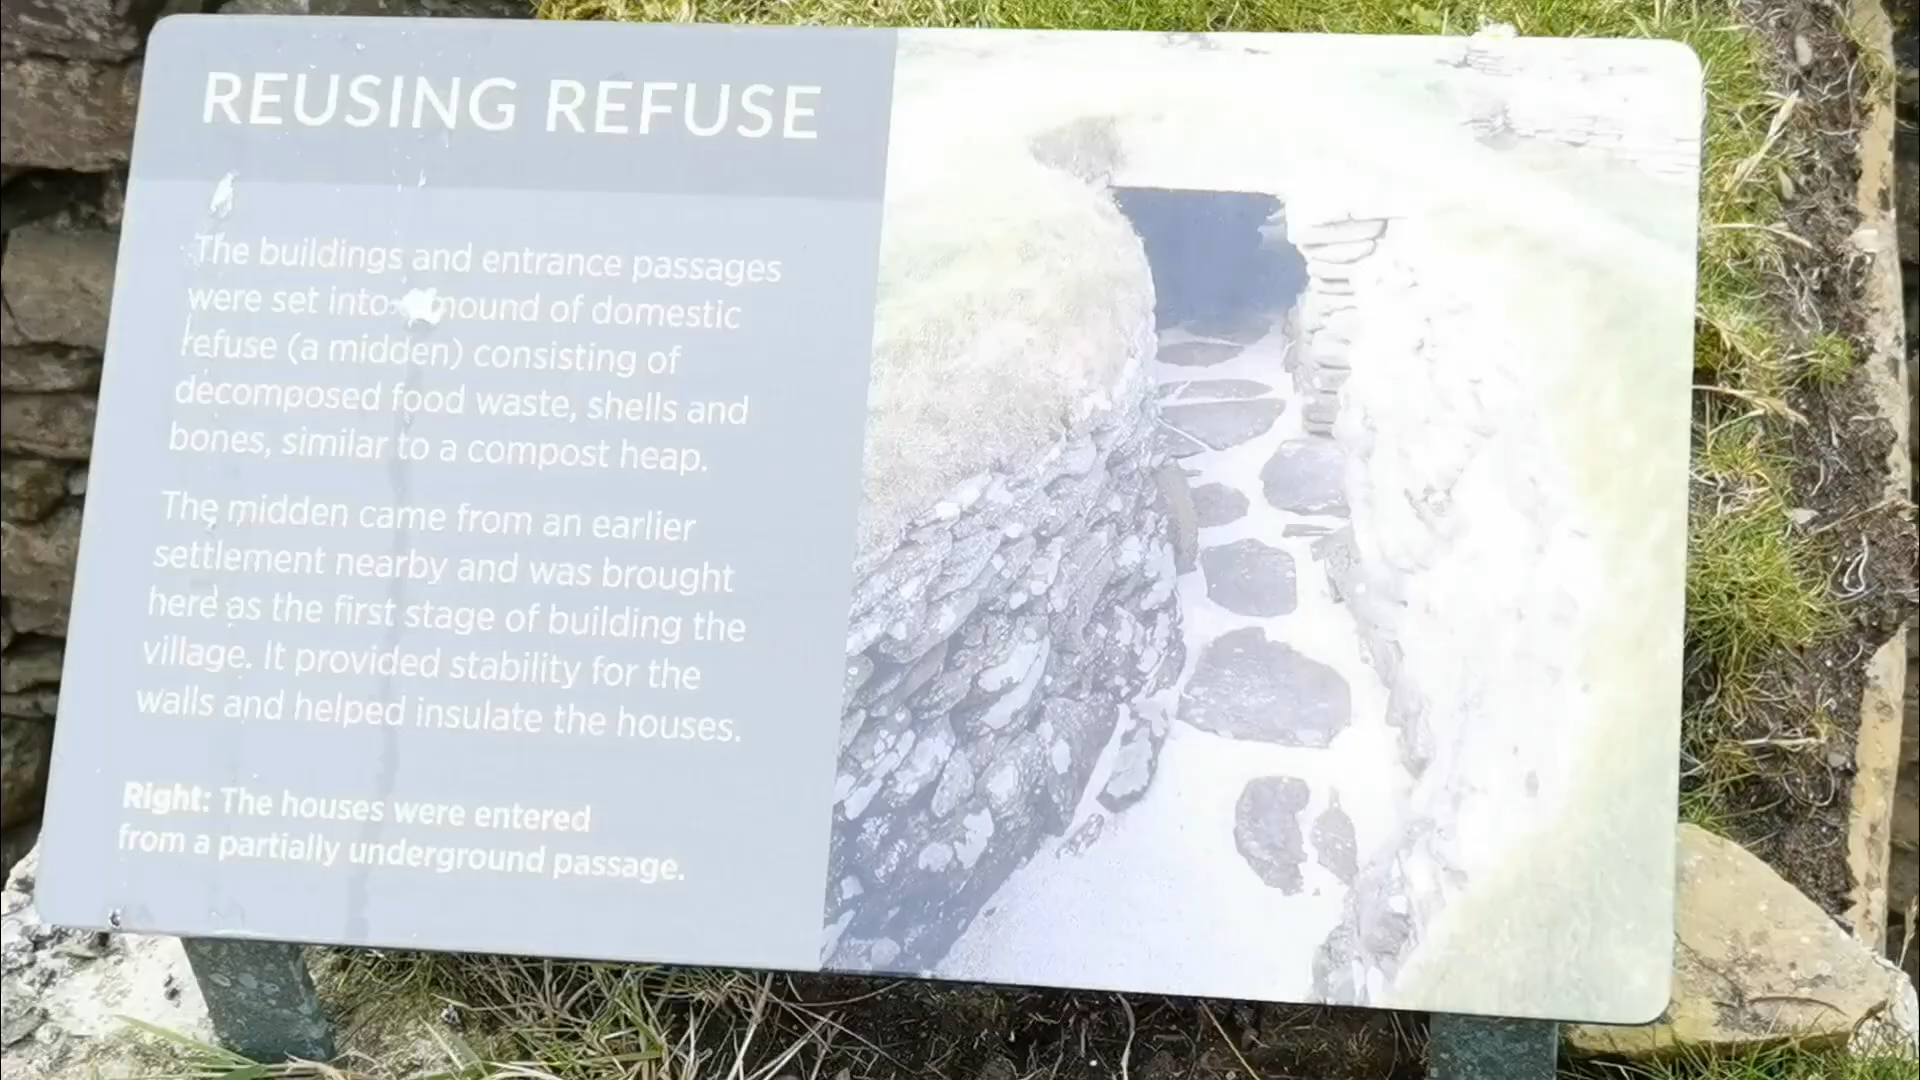 REUSING REFUSE
The buildings and entrance passages
were set into mound of domestic
refuse (a midden) consisting of
decomposed food waste, shells and
bones, similar to a compost heap.
The midden came from an earlier
settlement nearby and was brought
here as the first stage of building the
village. It provided stability for the
walls and helped insulate the houses.
Right: The houses were entered
from a partially underground passage.